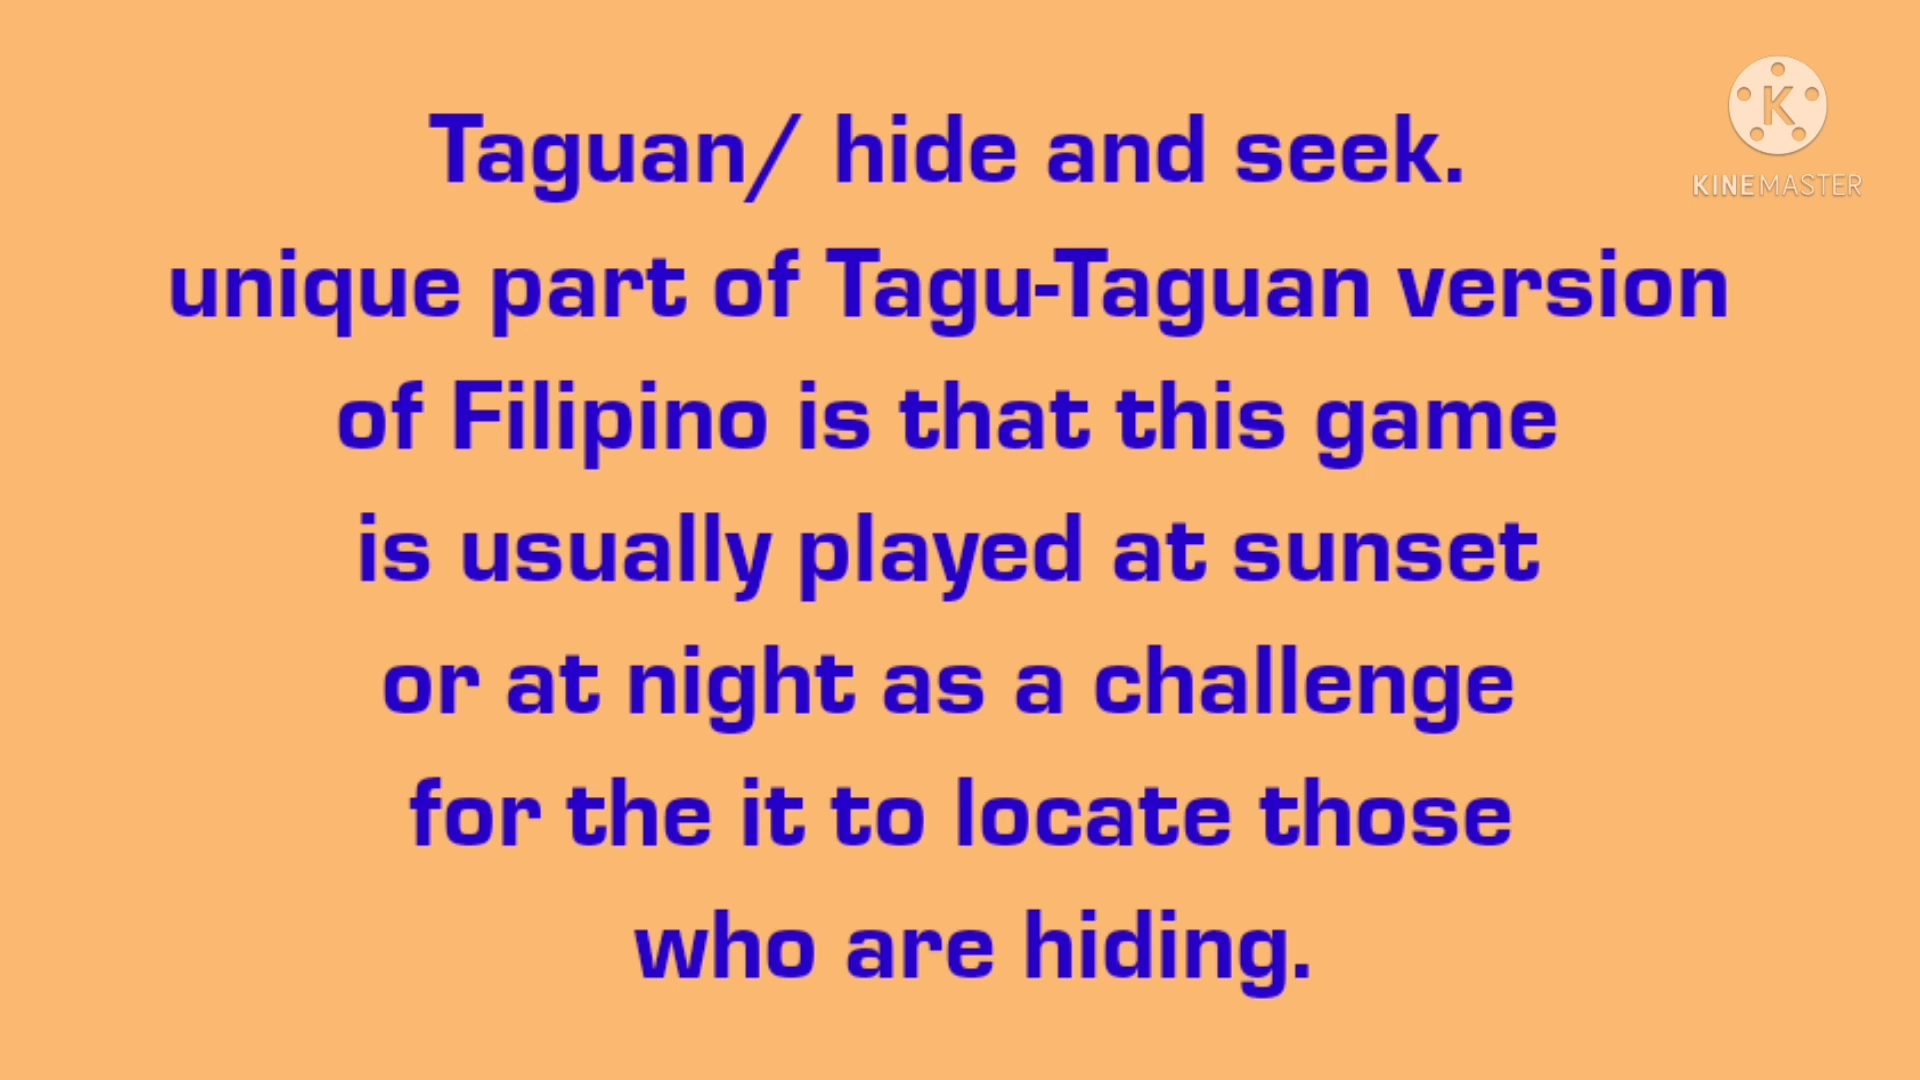 Taguan/ hide and seek.
unique part of Tagu-Taguan version
of Filipino is that this game
is usually played at sunset
or at night as a challenge
for the it to locate those
who are hiding.
K
KINEMASTER